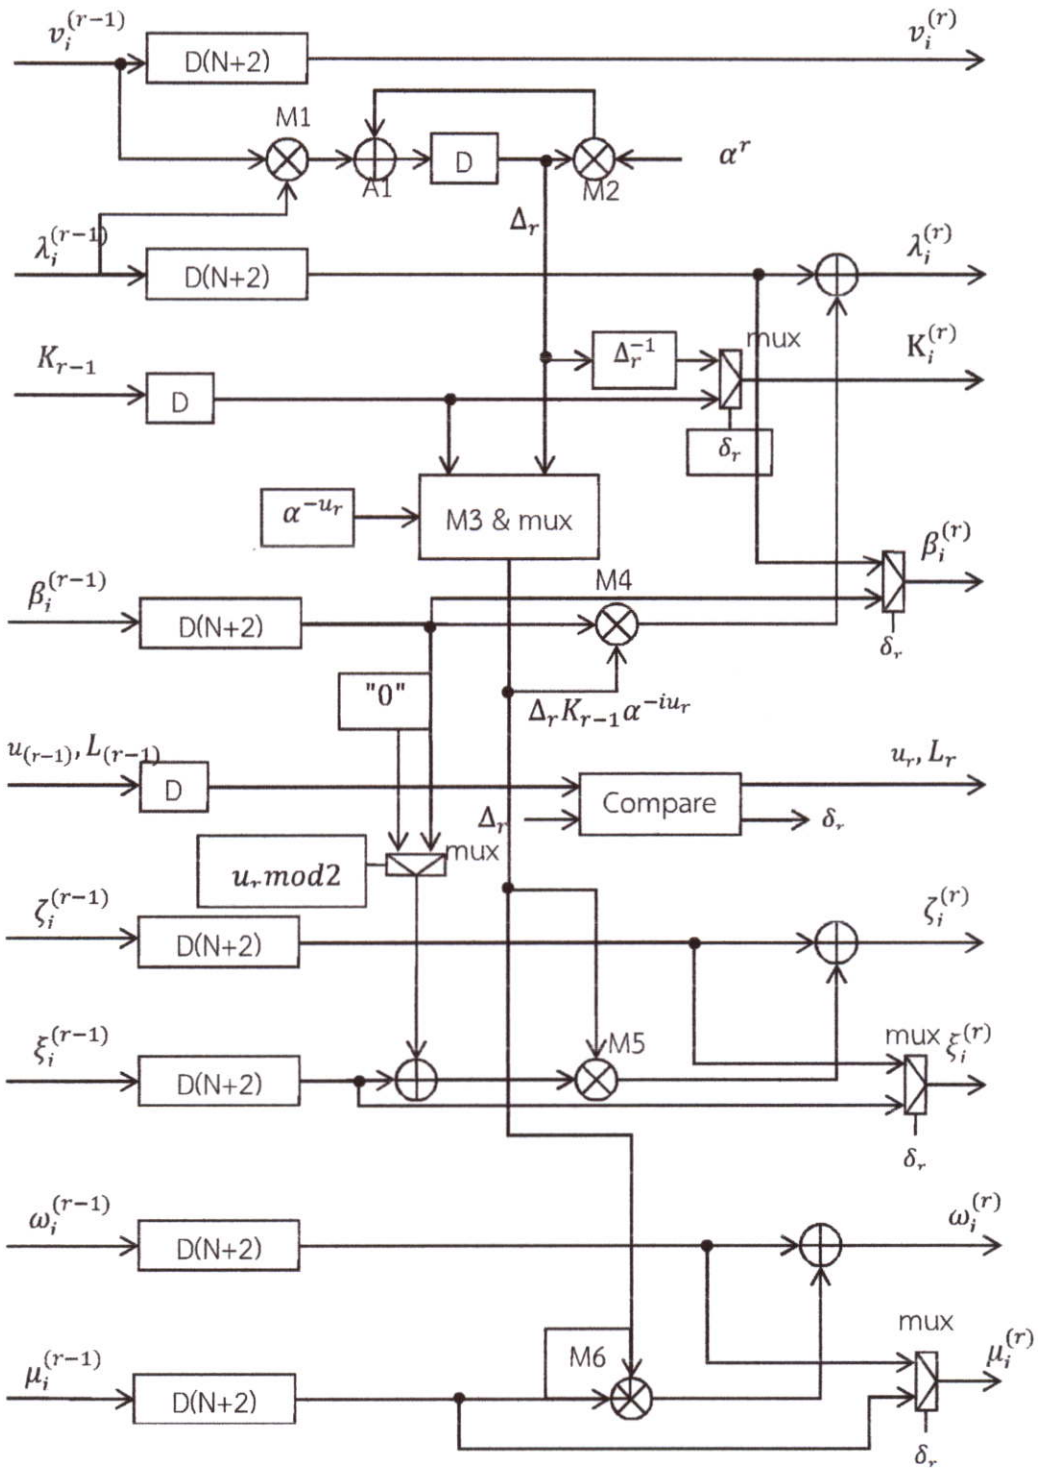 v_i^{(r-1)}
v_i^{(r)}
D(N+2)
M1
A1
D
M2
α^r
Δ_r
λ_i^{(r-1)}
D(N+2)
λ_i^{(r)}
K_{r-1}
D
Δ_r^{-1}
mux
K_i^{(r)}
δ_r
α^{-u_r}
M3 & mux
β_i^{(r-1)}
D(N+2)
M4
β_i^{(r)}
δ_r
"0"
Δ_r K_{r-1} α^{-iu_r}
u_{(r-1)}, L_{(r-1)}
D
Compare
u_r, L_r
Δ_r
δ_r
u_r mod2
mux
ζ_i^{(r-1)}
D(N+2)
ζ_i^{(r)}
ξ_i^{(r-1)}
D(N+2)
M5
mux
ξ_i^{(r)}
δ_r
ω_i^{(r-1)}
D(N+2)
ω_i^{(r)}
μ_i^{(r-1)}
D(N+2)
M6
mux
μ_i^{(r)}
δ_r